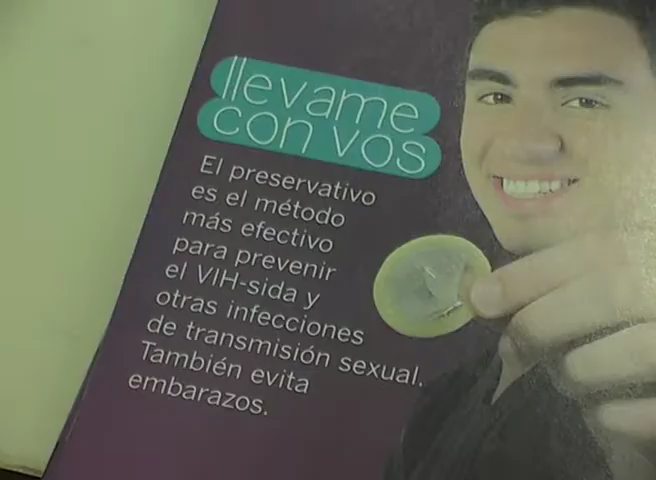 llevame
con vos
El preservativo
es el método
más efectivo
para prevenir
el VIH-sida y
otras infecciones
de transmisión sexual.
También evita
embarazos.